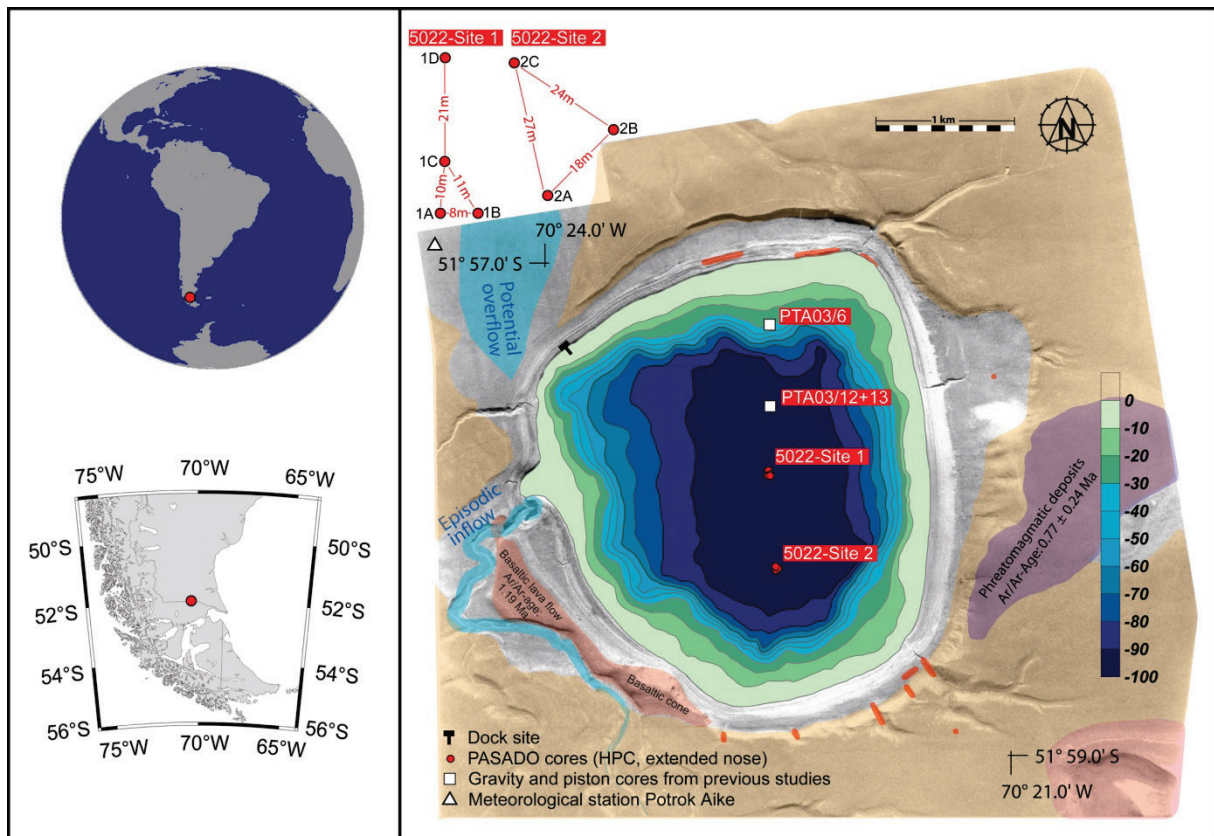 75°W
70°W
65°W
50°S
50°S
52°S
52°S
54°S
54°S
56°S
56°S
75°W
70°W
65°W
5022-Site 1
5022-Site 2
1D
21m
1C
10m
11m
1A
8m
1B
2C
24m
27m
2B
18m
2A
1 km
N
70° 24.0' W
51° 57.0' S
Potential
overflow
PTA03/6
PTA03/12+13
5022-Site 1
5022-Site 2
Episodic
inflow
Basaltic lava flow
Ar/Ar-age:
1.19 Ma
Basaltic cone
Phreatomagmatic deposits
Ar/Ar-Age: 0.77 ± 0.24 Ma
0
-10
-20
-30
-40
-50
-60
-70
-80
-90
-100
Dock site
PASADO cores (HPC, extended nose)
Gravity and piston cores from previous studies
Meteorological station Potrok Aike
51° 59.0' S
70° 21.0' W